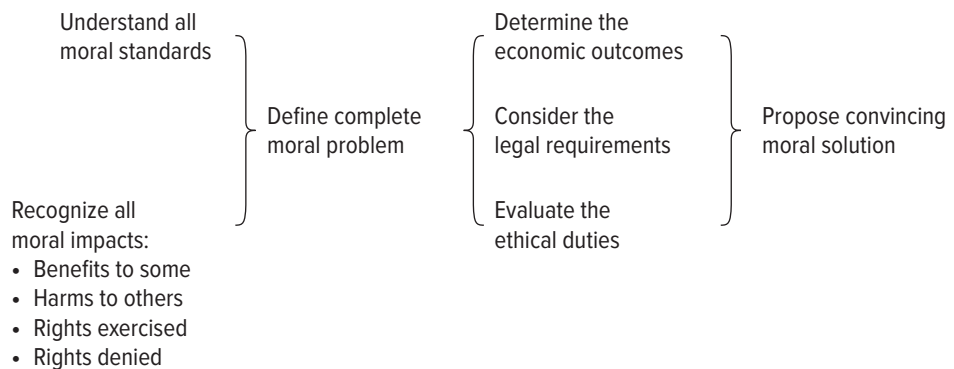 Understand all
moral standards
Recognize all
moral impacts:
• Benefits to some
• Harms to others
• Rights exercised
• Rights denied
Define complete
moral problem
Determine the
economic outcomes
Consider the
legal requirements
Evaluate the
ethical duties
Propose convincing
moral solution